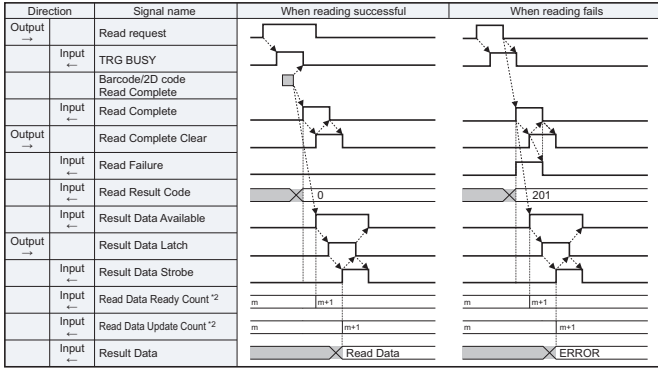 Direction Signal name When reading successful When reading fails
Output → Read request
Input ← TRG BUSY
Barcode/2D code
Read Complete
Input ← Read Complete
Output → Read Complete Clear
Input ← Read Failure
Input ← Read Result Code 0 201
Input ← Result Data Available
Output → Result Data Latch
Input ← Result Data Strobe
Input ← Read Data Ready Count *2 m m+1 m m+1
Input ← Read Data Update Count *2 m m+1 m m+1
Input ← Result Data Read Data ERROR